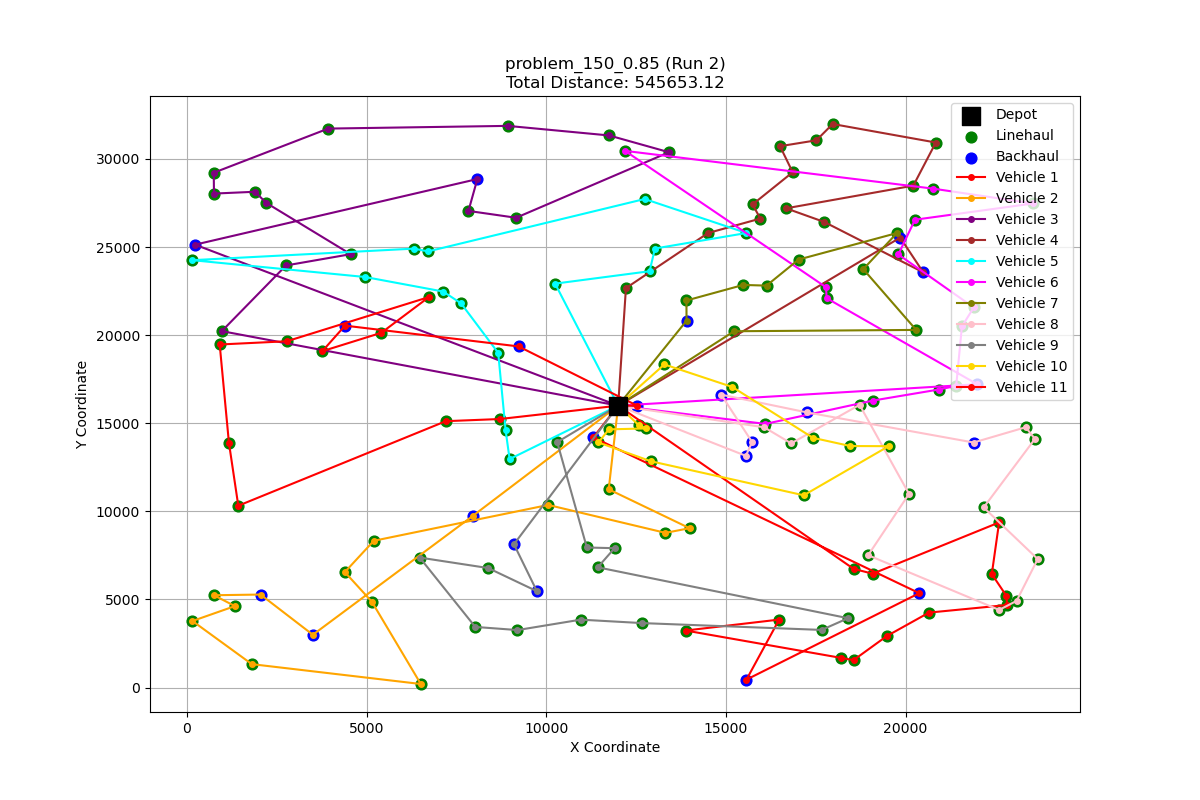 problem_150_0.85 (Run 2)
Total Distance: 545653.12
Depot
Linehaul
Backhaul
Vehicle 1
Vehicle 2
Vehicle 3
Vehicle 4
Vehicle 5
Vehicle 6
Vehicle 7
Vehicle 8
Vehicle 9
Vehicle 10
Vehicle 11
Y Coordinate
30000
25000
20000
15000
10000
5000
0
0 5000 10000 15000 20000
X Coordinate